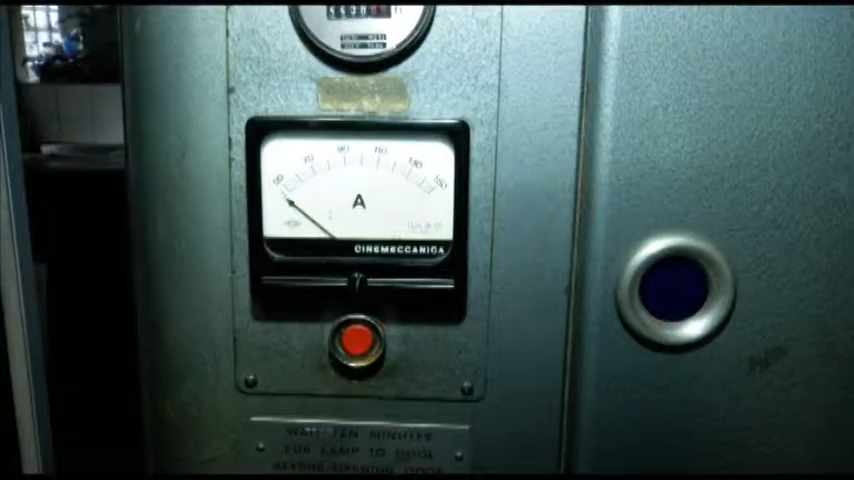 50 70 90 110 130 150
A
CINEMECCANICA
WAIT TEN MINUTES
FOR LAMP TO COOL
BEFORE OPENING DOOR